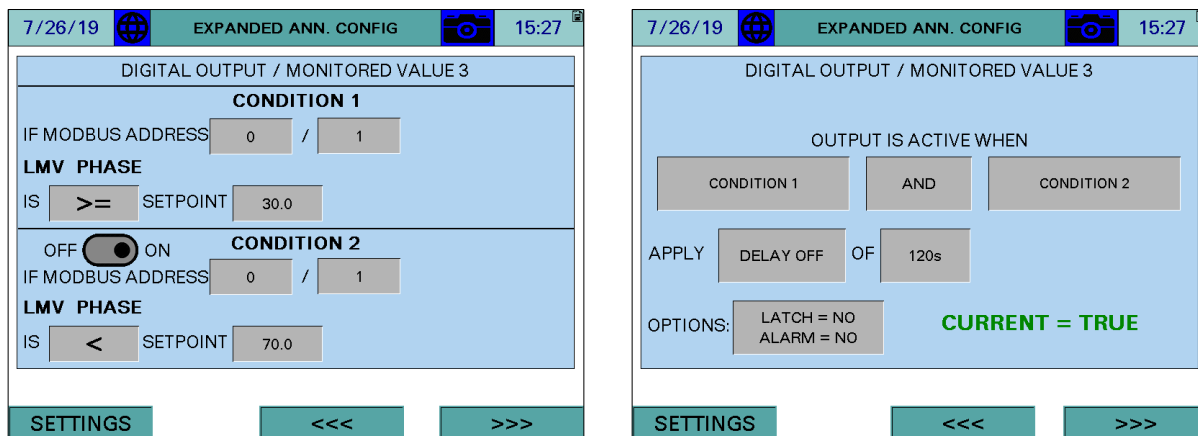 7/26/19 EXPANDED ANN. CONFIG 15:27
DIGITAL OUTPUT / MONITORED VALUE 3
CONDITION 1
IF MODBUS ADDRESS 0 / 1
LMV PHASE
IS >= SETPOINT 30.0
OFF ON CONDITION 2
IF MODBUS ADDRESS 0 / 1
LMV PHASE
IS < SETPOINT 70.0
SETTINGS <<< >>>
7/26/19 EXPANDED ANN. CONFIG 15:27
DIGITAL OUTPUT / MONITORED VALUE 3
OUTPUT IS ACTIVE WHEN
CONDITION 1 AND CONDITION 2
APPLY DELAY OFF OF 120s
OPTIONS: LATCH = NO
ALARM = NO
CURRENT = TRUE
SETTINGS <<< >>>